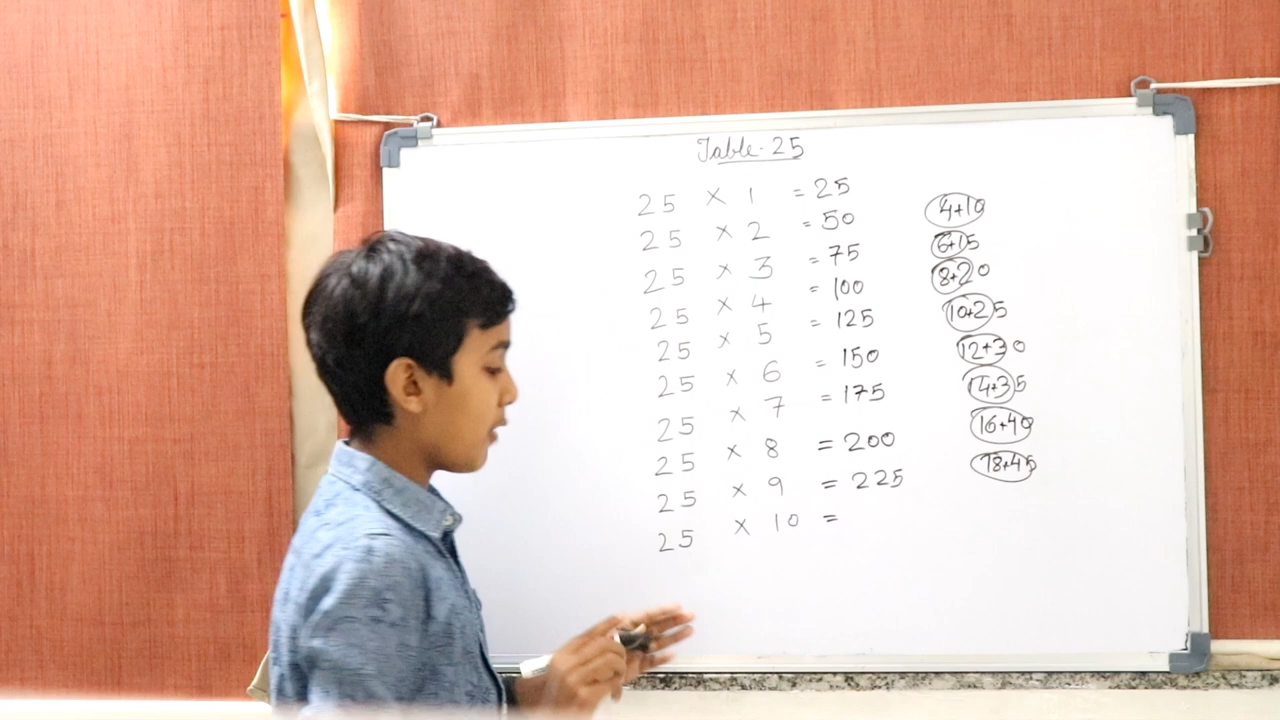 Table-25
25 × 1 = 25
25 × 2 = 50
25 × 3 = 75
25 × 4 = 100
25 × 5 = 125
25 × 6 = 150
25 × 7 = 175
25 × 8 = 200
25 × 9 = 225
25 × 10 =
4+10
6+15
8+20
10+25
12+30
14+35
16+40
18+45